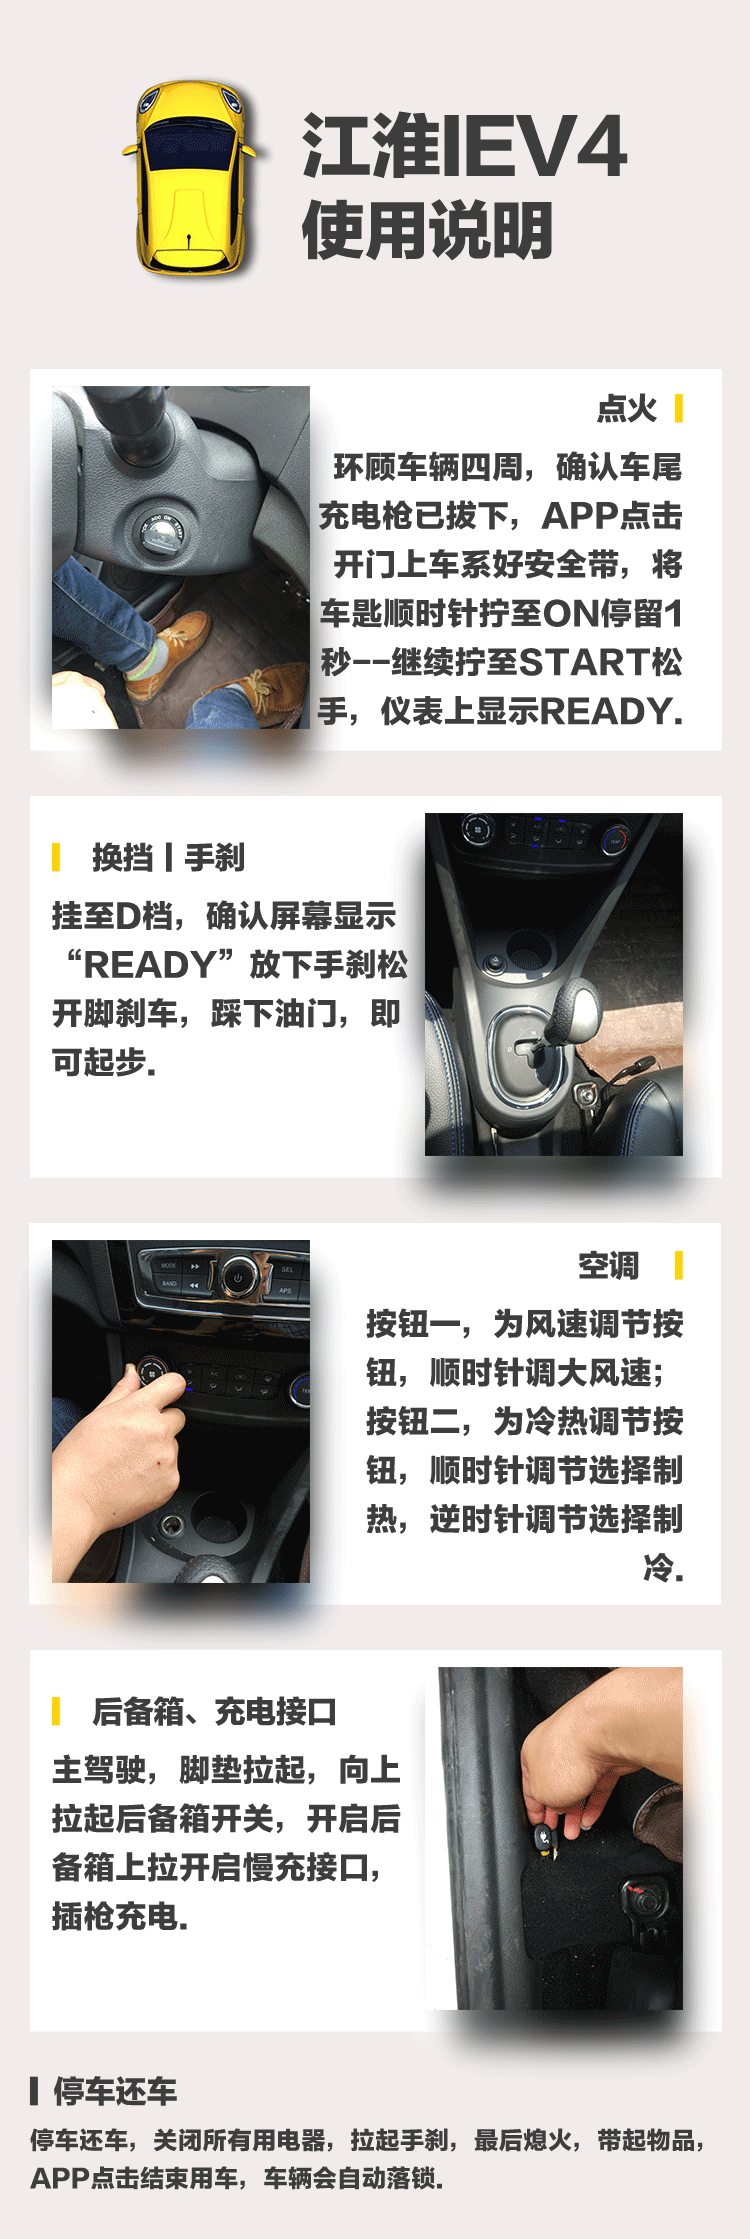 江淮IEV4
使用说明
点火
环顾车辆四周，确认车尾
充电枪已拔下，APP点击
开门上车系好安全带，将
车匙顺时针拧至ON停留1
秒--继续拧至START松
手，仪表上显示READY.
ACC ON START
换挡 | 手刹
挂至D档，确认屏幕显示
“READY”放下手刹松
开脚刹车，踩下油门，即
可起步.
空调
按钮一，为风速调节按
钮，顺时针调大风速；
按钮二，为冷热调节按
钮，顺时针调节选择制
热，逆时针调节选择制
冷.
MODE
SEL
BAND
APS
A/C
后备箱、充电接口
主驾驶，脚垫拉起，向上
拉起后备箱开关，开启后
备箱上拉开启慢充接口，
插枪充电.
停车还车
停车还车，关闭所有用电器，拉起手刹，最后熄火，带起物品，
APP点击结束用车，车辆会自动落锁.